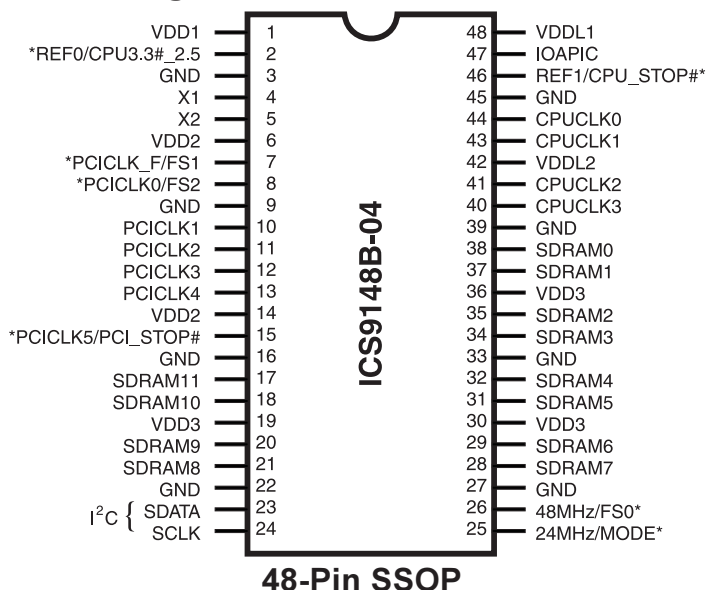 VDD1 1 48 VDDL1
*REF0/CPU3.3#_2.5 2 47 IOAPIC
GND 3 46 REF1/CPU_STOP#*
X1 4 45 GND
X2 5 44 CPUCLK0
VDD2 6 43 CPUCLK1
*PCICLK_F/FS1 7 42 VDDL2
*PCICLK0/FS2 8 41 CPUCLK2
GND 9 40 CPUCLK3
PCICLK1 10 39 GND
PCICLK2 11 38 SDRAM0
PCICLK3 12 37 SDRAM1
PCICLK4 13 36 VDD3
VDD2 14 35 SDRAM2
*PCICLK5/PCI_STOP# 15 34 SDRAM3
GND 16 33 GND
SDRAM11 17 32 SDRAM4
SDRAM10 18 31 SDRAM5
VDD3 19 30 VDD3
SDRAM9 20 29 SDRAM6
SDRAM8 21 28 SDRAM7
GND 22 27 GND
I²C { SDATA 23 26 48MHz/FS0*
SCLK 24 25 24MHz/MODE*
ICS9148B-04
48-Pin SSOP